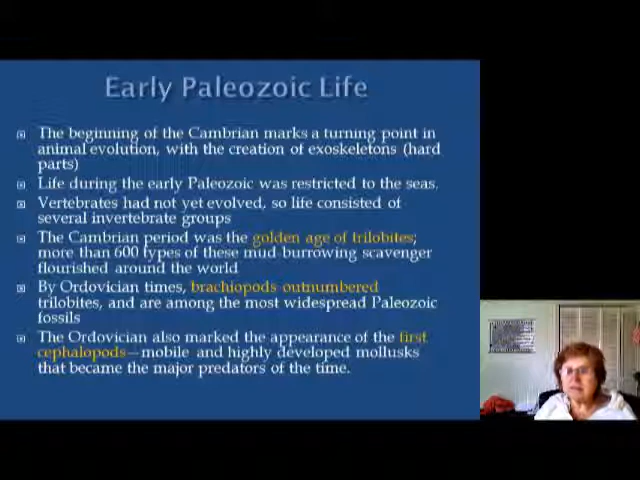 Early Paleozoic Life
The beginning of the Cambrian marks a turning point in
animal evolution, with the creation of exoskeletons (hard
parts)
Life during the early Paleozoic was restricted to the seas.
Vertebrates had not yet evolved, so life consisted of
several invertebrate groups
The Cambrian period was the golden age of trilobites;
more than 600 types of these mud-burrowing scavenger
flourished around the world
By Ordovician times, brachiopods outnumbered
trilobites, and are among the most widespread Paleozoic
fossils
The Ordovician also marked the appearance of the first
cephalopods—mobile and highly developed mollusks
that became the major predators of the time.